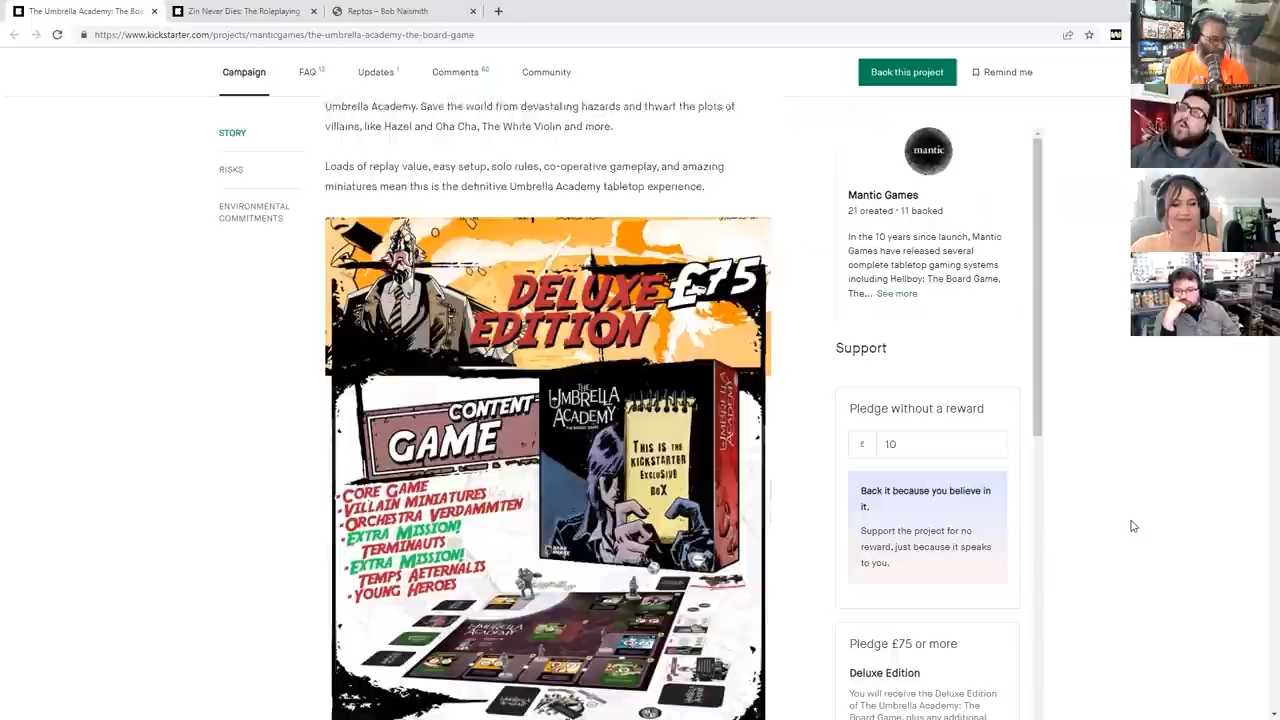 The Umbrella Academy: The Boa
Zin Never Dies: The Roleplaying
Reptos – Bob Naismith
https://www.kickstarter.com/projects/manticgames/the-umbrella-academy-the-board-game
Campaign
FAQ 12
Updates 1
Comments 62
Community
Back this project
Remind me
STORY
RISKS
ENVIRONMENTAL
COMMITMENTS
Umbrella Academy. Save the world from devastating hazards and thwart the plots of
villains, like Hazel and Cha Cha, The White Violin and more.
Loads of replay value, easy setup, solo rules, co-operative gameplay, and amazing
miniatures mean this is the definitive Umbrella Academy tabletop experience.
DELUXE £75
EDITION
CONTENT
GAME
- CORE GAME
- VILLAIN MINIATURES
- ORCHESTRA VERDAMMTEN
- EXTRA MISSION!
TERMINAUTS
- EXTRA MISSION!
TEMPS AETERNALIS
- YOUNG HEROES
THE
UMBRELLA
ACADEMY
THIS IS THE
KICKSTARTER
EXCLUSIVE
BOX
UMBRELLA
ACADEMY
mantic
Mantic Games
21 created · 11 backed
In the 10 years since launch, Mantic
Games have released several
complete tabletop gaming systems
including Hellboy: The Board Game,
The... See more
Support
Pledge without a reward
£ 10
Back it because you believe in
it.
Support the project for no
reward, just because it speaks
to you.
Pledge £75 or more
Deluxe Edition
You will receive the Deluxe Edition
of The Umbrella Academy: The
Board Game, plus any additional